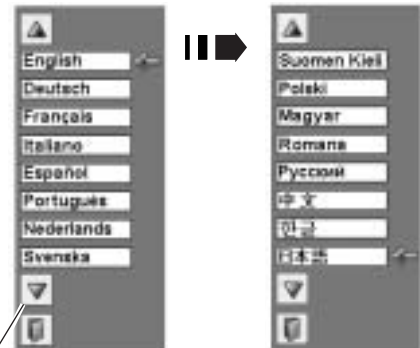 English
Deutsch
Français
Italiano
Español
Português
Nederlands
Svenska
Suomen Kieli
Polski
Magyar
Romana
Русский
中文
한글
日本語